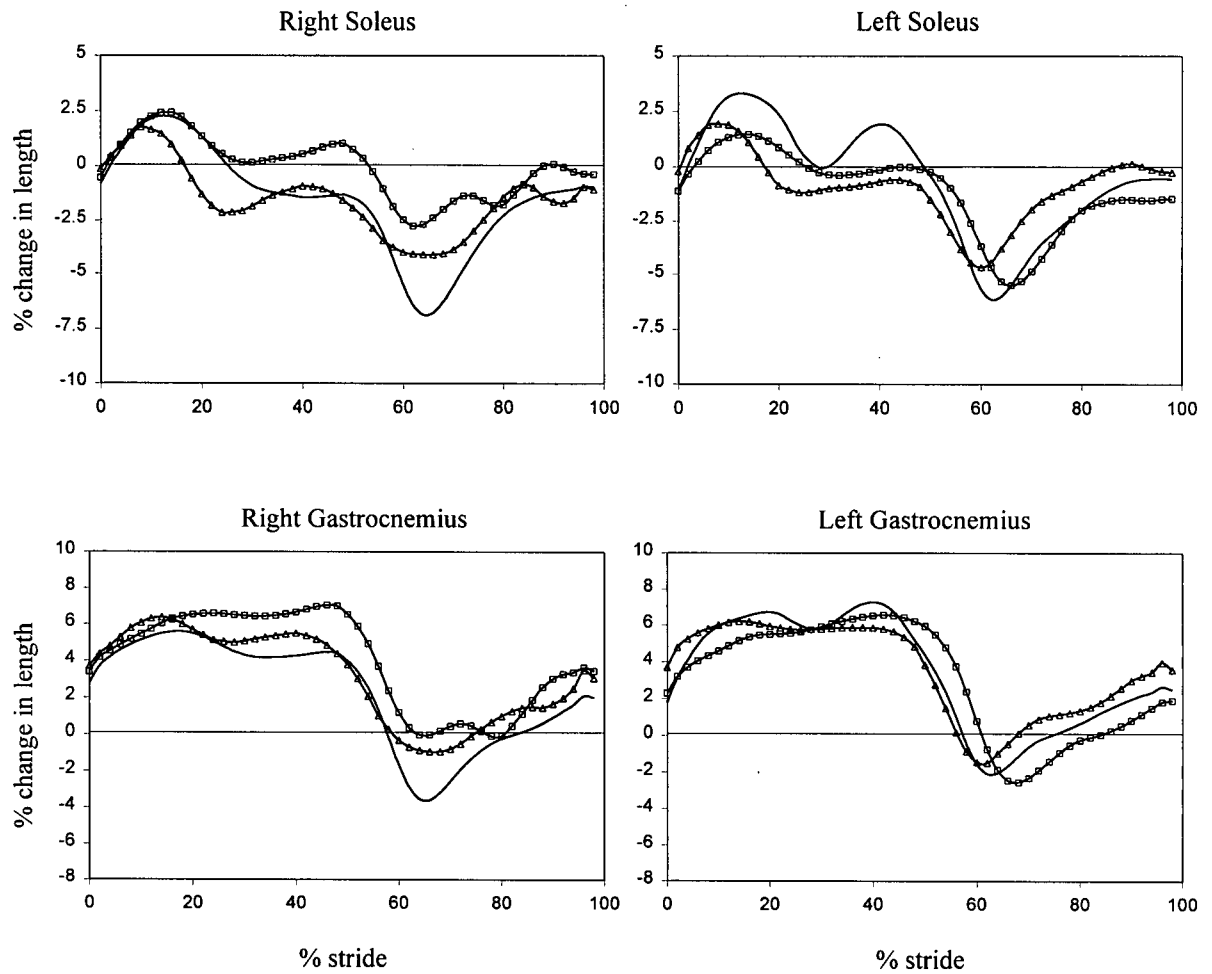 Right Soleus
% change in length
5
2.5
0
-2.5
-5
-7.5
-10
0 20 40 60 80 100
Left Soleus
5
2.5
0
-2.5
-5
-7.5
-10
0 20 40 60 80 100
Right Gastrocnemius
% change in length
10
8
6
4
2
0
-2
-4
-6
-8
0 20 40 60 80 100
% stride
Left Gastrocnemius
10
8
6
4
2
0
-2
-4
-6
-8
0 20 40 60 80 100
% stride